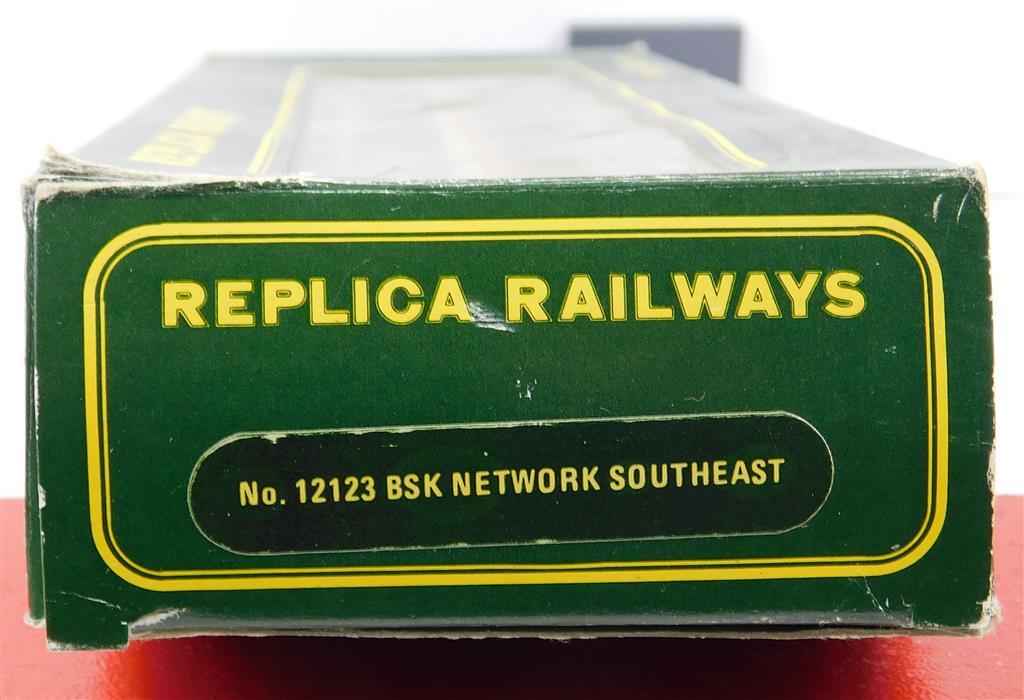 REPLICA RAILWAYS
No. 12123 BSK NETWORK SOUTHEAST